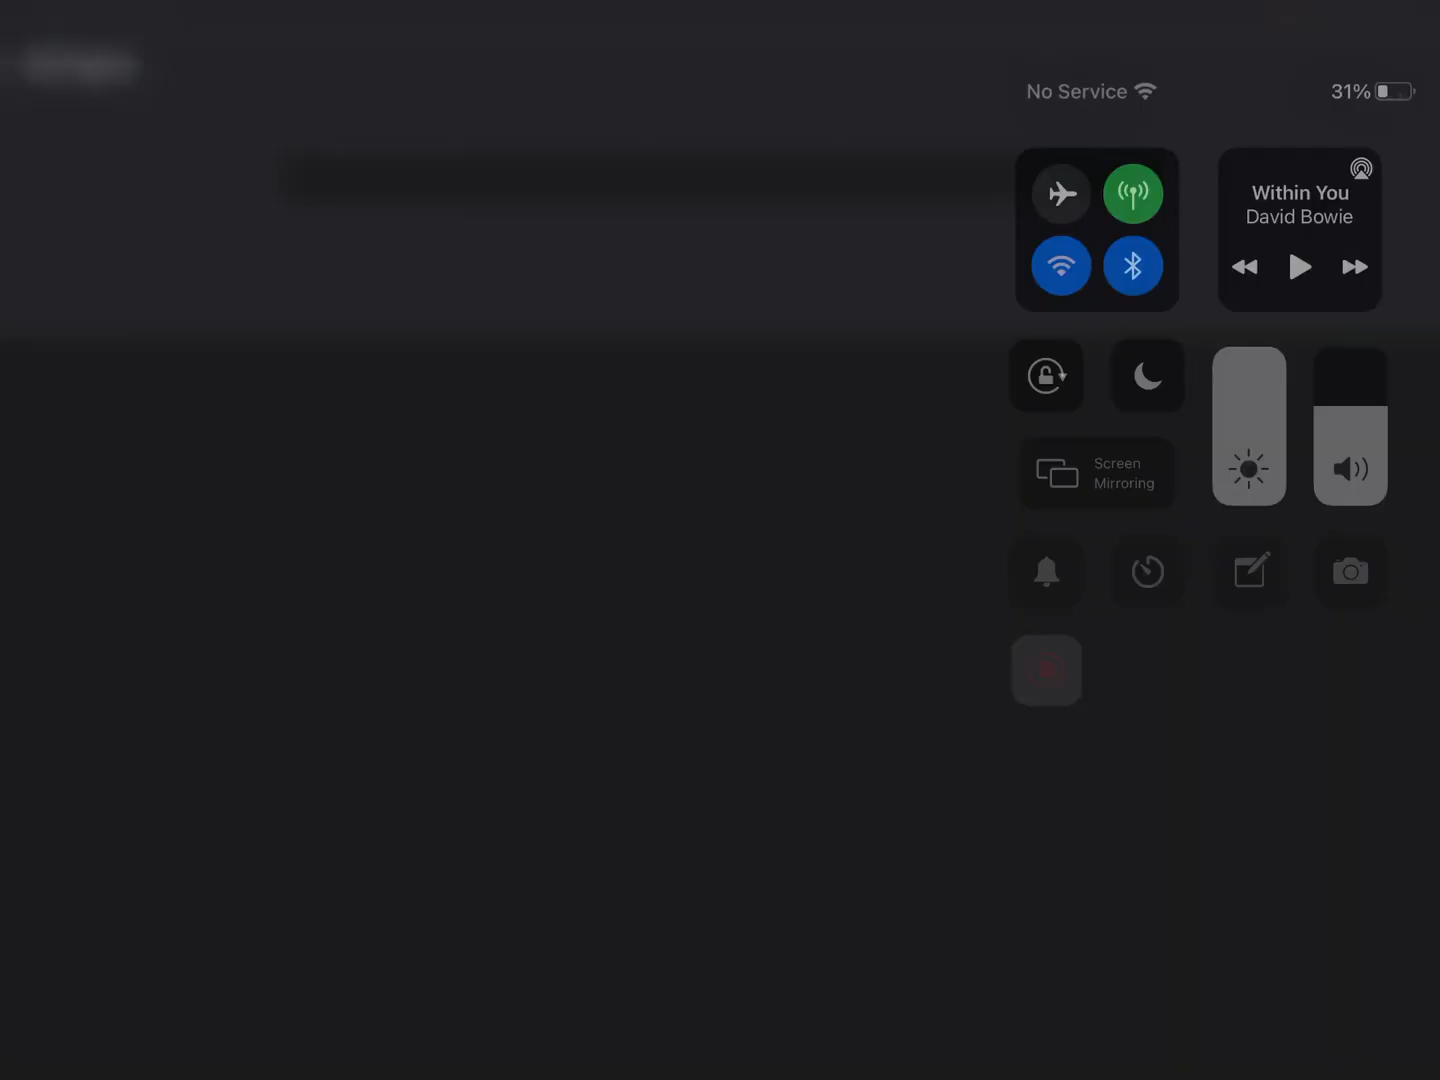 No Service
31%
Within You
David Bowie
Screen
Mirroring